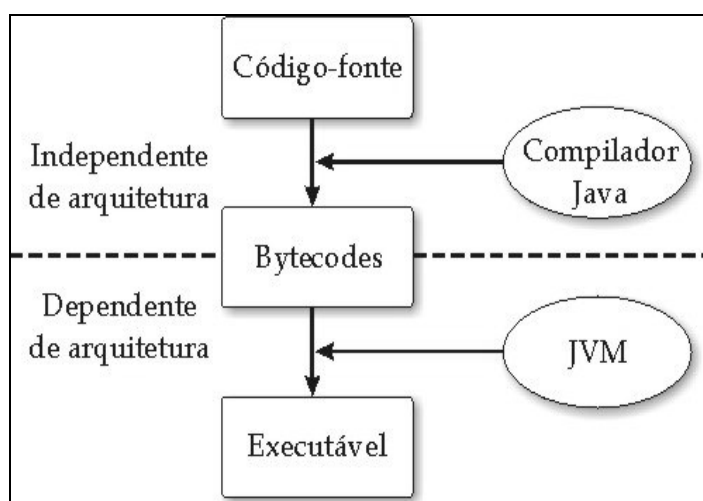 Código-fonte
Independente
de arquitetura
Compilador
Java
Bytecodes
Dependente
de arquitetura
JVM
Executável